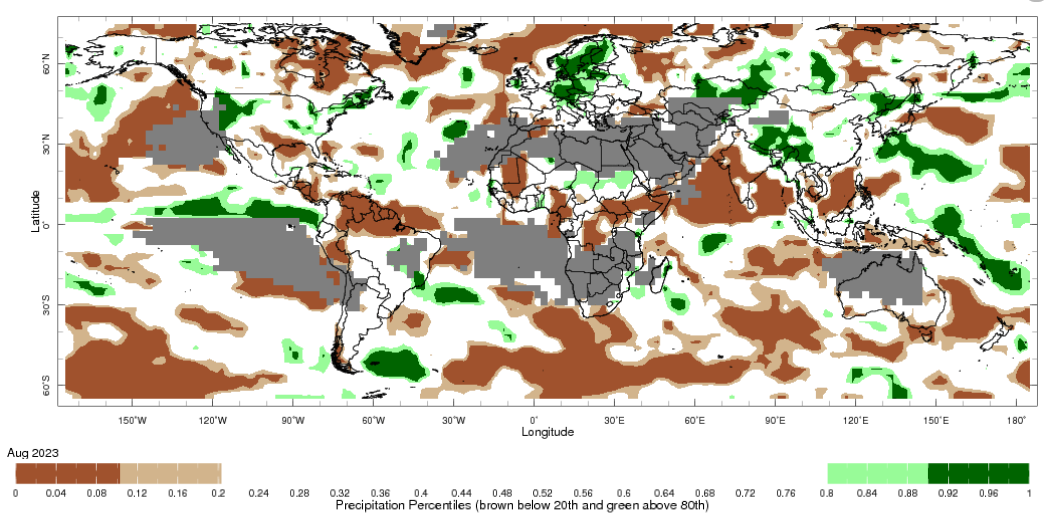 60°N
30°N
0°
30°S
60°S
Latitude
150°W 120°W 90°W 60°W 30°W 0° 30°E 60°E 90°E 120°E 150°E 180°
Longitude
Aug 2023
0 0.04 0.08 0.12 0.16 0.2 0.24 0.28 0.32 0.36 0.4 0.44 0.48 0.52 0.56 0.6 0.64 0.68 0.72 0.76 0.8 0.84 0.88 0.92 0.96 1
Precipitation Percentiles (brown below 20th and green above 80th)